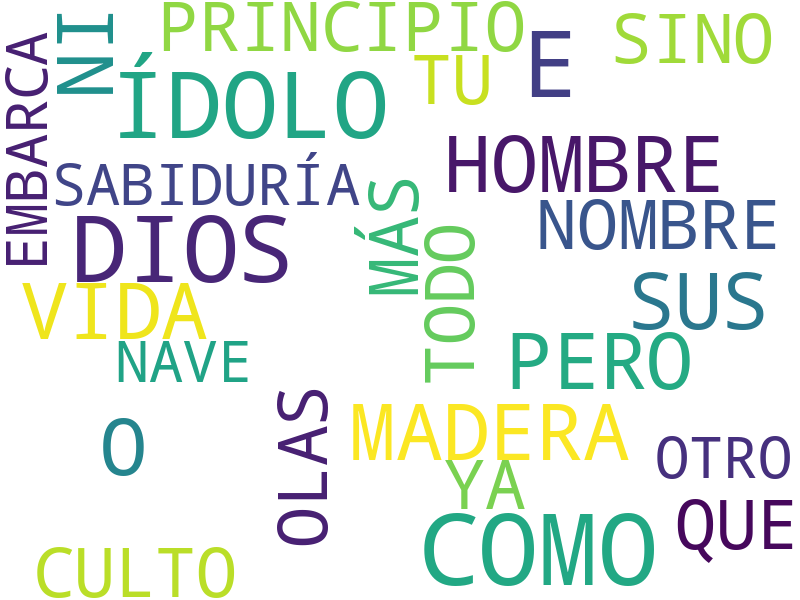 PRINCIPIO
SINO
NI
E
TU
EMBARCA
ÍDOLO
HOMBRE
SABIDURÍA
MÁS
NOMBRE
DIOS
TODO
SUS
VIDA
PERO
NAVE
OLAS
MADERA
O
OTRO
YA
QUE
COMO
CULTO